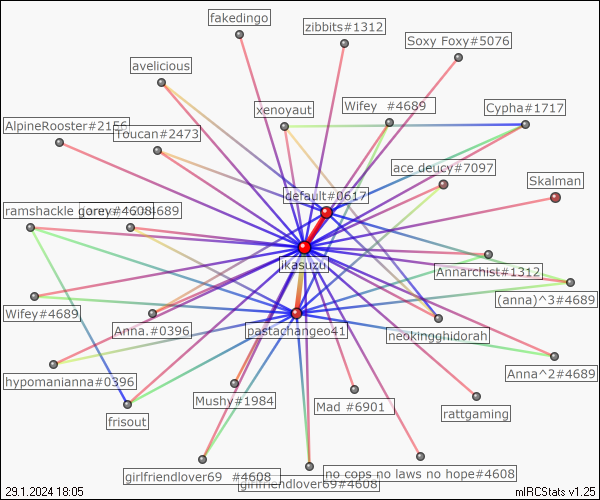 fakedingo
zibbits#1312
Soxy Foxy#5076
avelicious
xenoyaut
Wifey #4689
Cypha#1717
AlpineRooster#2156
Toucan#2473
ace deucy#7097
Skalman
default#0617
ramshackle gorey#4608
4689
ikasuzu
Annarchist#1312
(anna)^3#4689
Wifey#4689
Anna.#0396
pastachange041
neokingghidorah
hypomanianna#0396
Anna^2#4689
Mushy#1984
Mad #6901
rattgaming
frisout
girlfriendlover69 #4608
no cops no laws no hope#4608
girlfriendlover69#4608
29.1.2024 18:05
mIRCStats v1.25